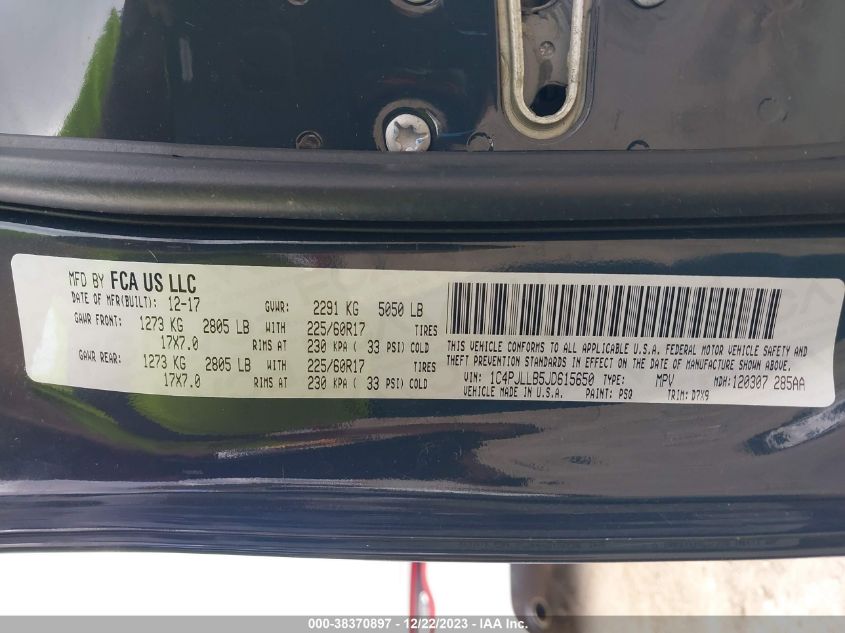 MFD BY FCA US LLC
DATE OF MFR(BUILT): 12-17 GVWR: 2291 KG 5050 LB
GAWR FRONT: 1273 KG 2805 LB WITH 225/60R17 TIRES
17X7.0 RIMS AT 230 KPA ( 33 PSI) COLD
GAWR REAR: 1273 KG 2805 LB WITH 225/60R17 TIRES
17X7.0 RIMS AT 230 KPA ( 33 PSI) COLD
THIS VEHICLE CONFORMS TO ALL APPLICABLE U.S.A. FEDERAL MOTOR VEHICLE SAFETY AND
THEFT PREVENTION STANDARDS IN EFFECT ON THE DATE OF MANUFACTURE SHOWN ABOVE.
VIN: 1C4PJLLB5JD615650 TYPE: MPV MDH:120307 285AA
VEHICLE MADE IN U.S.A. PAINT: PSQ TRIM: D7X9
000-38370897 - 12/22/2023 - IAA Inc.